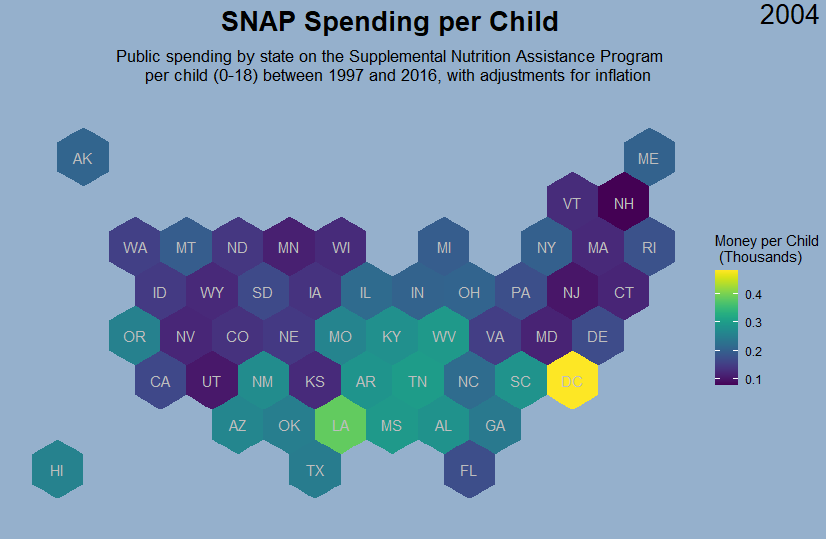 2004
SNAP Spending per Child
Public spending by state on the Supplemental Nutrition Assistance Program
per child (0-18) between 1997 and 2016, with adjustments for inflation
AK
ME
VT
NH
WA
MT
ND
MN
WI
MI
NY
MA
RI
Money per Child
(Thousands)
ID
WY
SD
IA
IL
IN
OH
PA
NJ
CT
0.4
0.3
0.2
0.1
OR
NV
CO
NE
MO
KY
WV
VA
MD
DE
CA
UT
NM
KS
AR
TN
NC
SC
DC
AZ
OK
LA
MS
AL
GA
HI
TX
FL